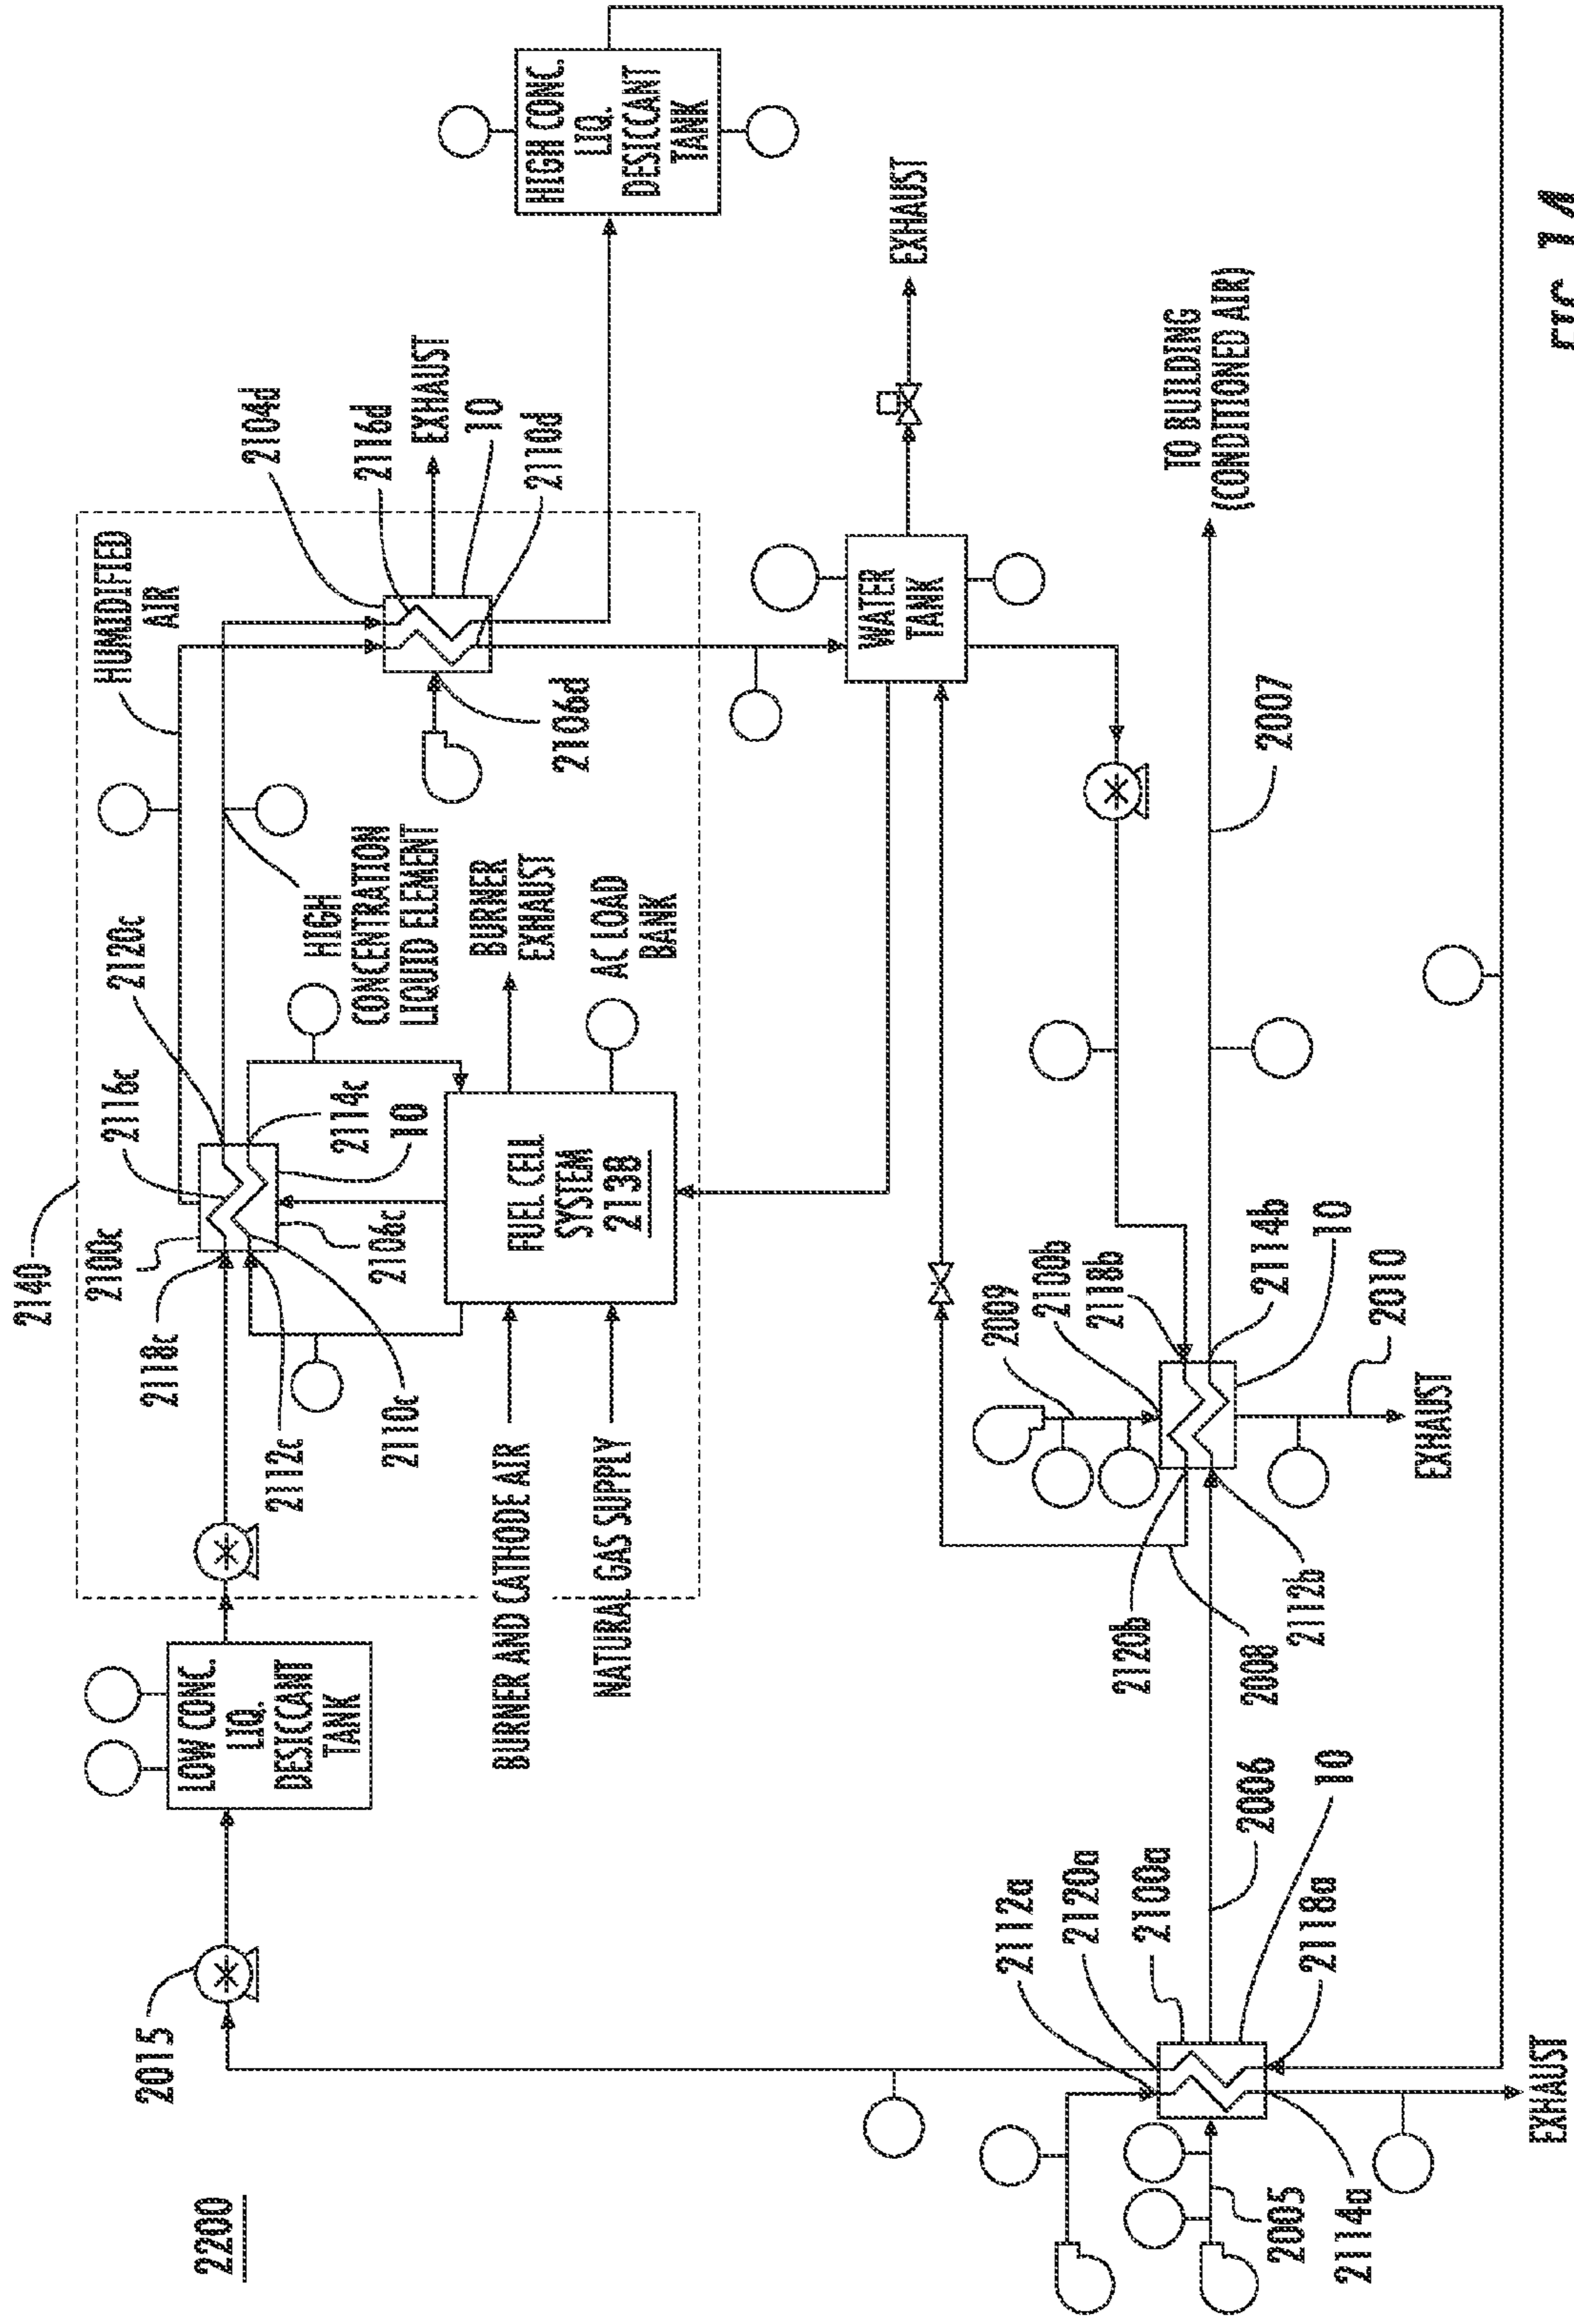 2200
2015
LOW CONC.
LIQ.
DESICCANT
TANK
2140
2118c
2100c
2116c
2120c
HUMIDIFIED
AIR
2112c
2110c
2106c
2114c
10
HIGH
CONCENTRATION
LIQUID ELEMENT
BURNER AND CATHODE AIR
NATURAL GAS SUPPLY
FUEL CELL
SYSTEM
2138
BURNER
EXHAUST
AC LOAD
BANK
2104d
2116d
EXHAUST
10
2110d
2106d
HIGH CONC.
LIQ.
DESICCANT
TANK
WATER
TANK
EXHAUST
2009
2100b
2118b
2114b
10
2010
EXHAUST
2120b
2008
2112b
2007
TO BUILDING
(CONDITIONED AIR)
2112a
2120a
2100a
2006
10
2118a
2005
2114a
EXHAUST
FIG. 14